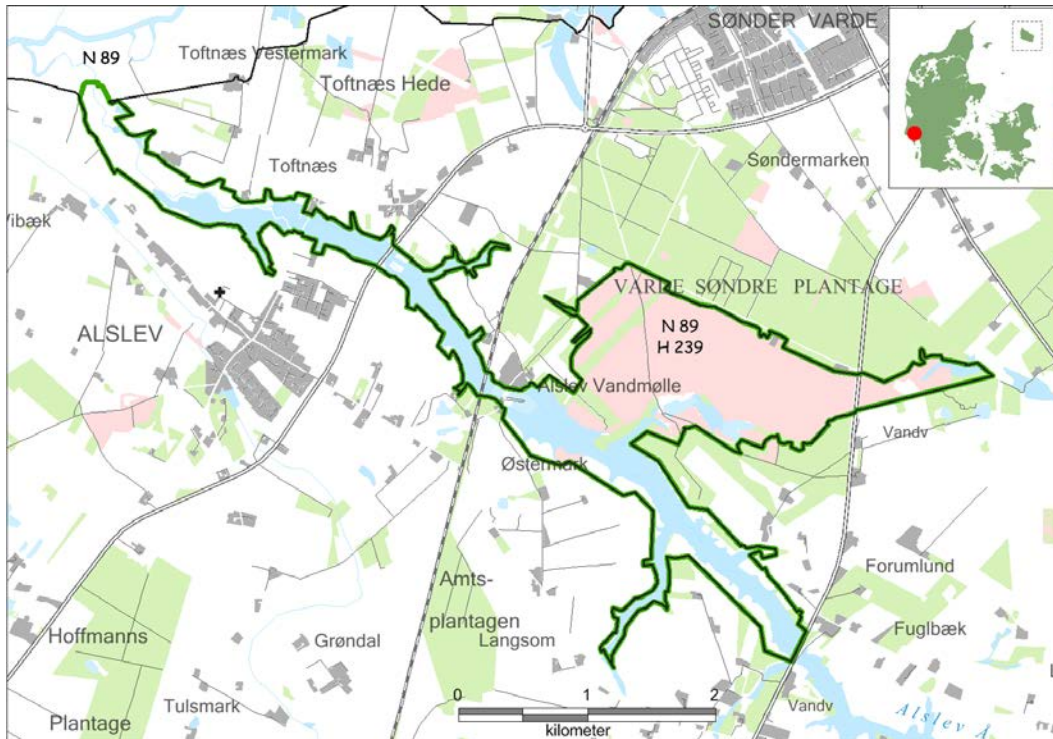 SØNDER VARDE
Toftnæs Vestermark
N 89
Toftnæs Hede
Toftnæs
Søndermarken
Vibæk
VARDE SØNDRE PLANTAGE
N 89
H 239
ALSLEV
Alslev Vandmølle
Vandv
Østermark
Forumlund
Amts-
plantagen
Langsom
Hoffmanns
Grøndal
Fuglbæk
Tulsmark
Plantage
Vandv
Alslev Å
0 1 2
kilometer